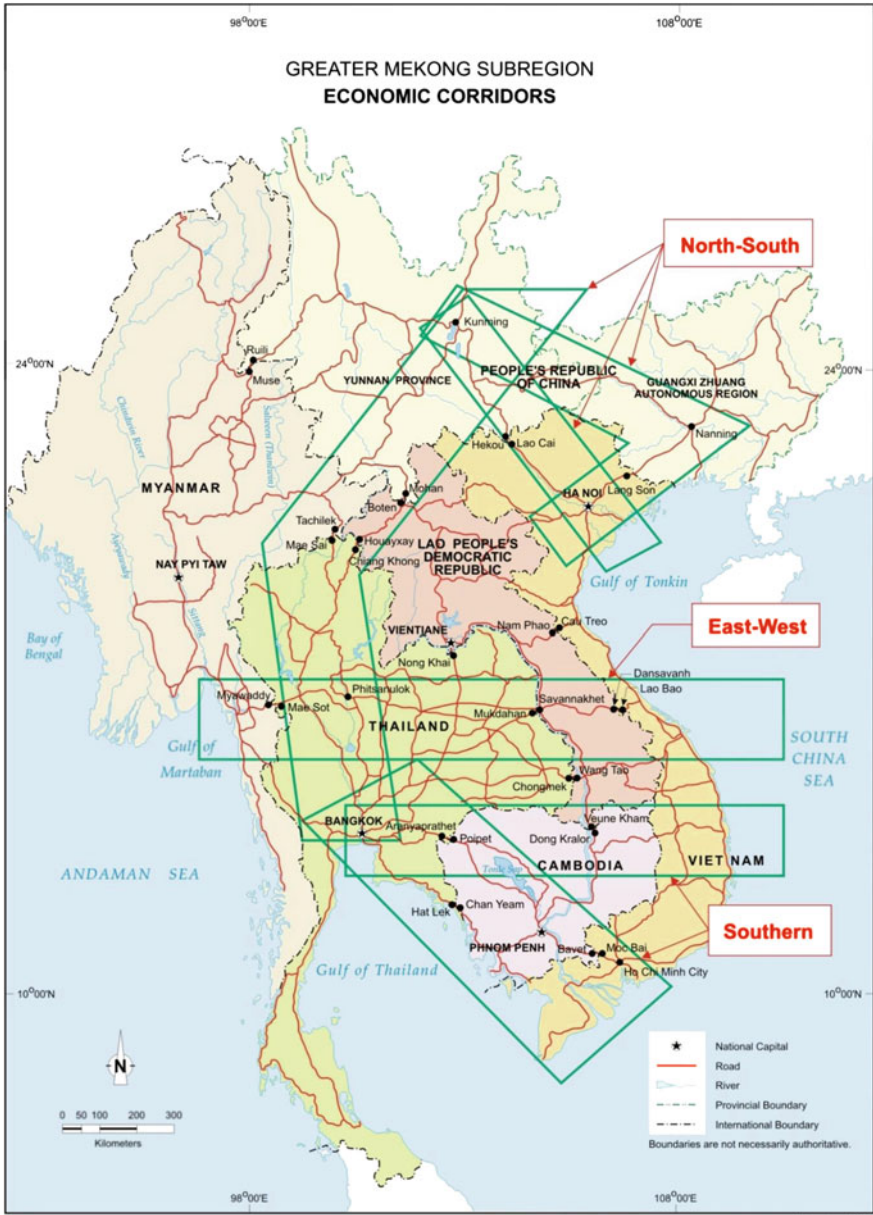 98°00'E
108°00'E
GREATER MEKONG SUBREGION
ECONOMIC CORRIDORS
North-South
Kunming
24°00'N
24°00'N
Ruili
Muse
YUNNAN PROVINCE
PEOPLE'S REPUBLIC
OF CHINA
GUANGXI ZHUANG
AUTONOMOUS REGION
Chindwin River
Salween (Thanlwin)
Nanning
Hekou
Lao Cai
Lang Son
MYANMAR
Mohan
Boten
HA NOI
Tachilek
Mae Sai
Houayxay
Chiang Khong
LAO PEOPLE'S
DEMOCRATIC
REPUBLIC
NAY PYI TAW
Sittang
Gulf of Tonkin
Bay of
Bengal
VIENTIANE
Nong Khai
Nam Phao
Cau Treo
East-West
Dansavanh
Lao Bao
Myawaddy
Mae Sot
Phitsanulok
Savannakhet
Mukdahan
THAILAND
Gulf of
Martaban
SOUTH
CHINA
SEA
Wang Tao
Chongmek
BANGKOK
Aranyaprathet
Poipet
Veune Kham
Dong Kralor
CAMBODIA
VIET NAM
Tonle Sap
ANDAMAN SEA
Hat Lek
Chan Yeam
PHNOM PENH
Bavet
Moc Bai
Ho Chi Minh City
Southern
Gulf of Thailand
10°00'N
10°00'N
N
0 50 100 200 300
Kilometers
National Capital
Road
River
Provincial Boundary
International Boundary
Boundaries are not necessarily authoritative.
98°00'E
108°00'E